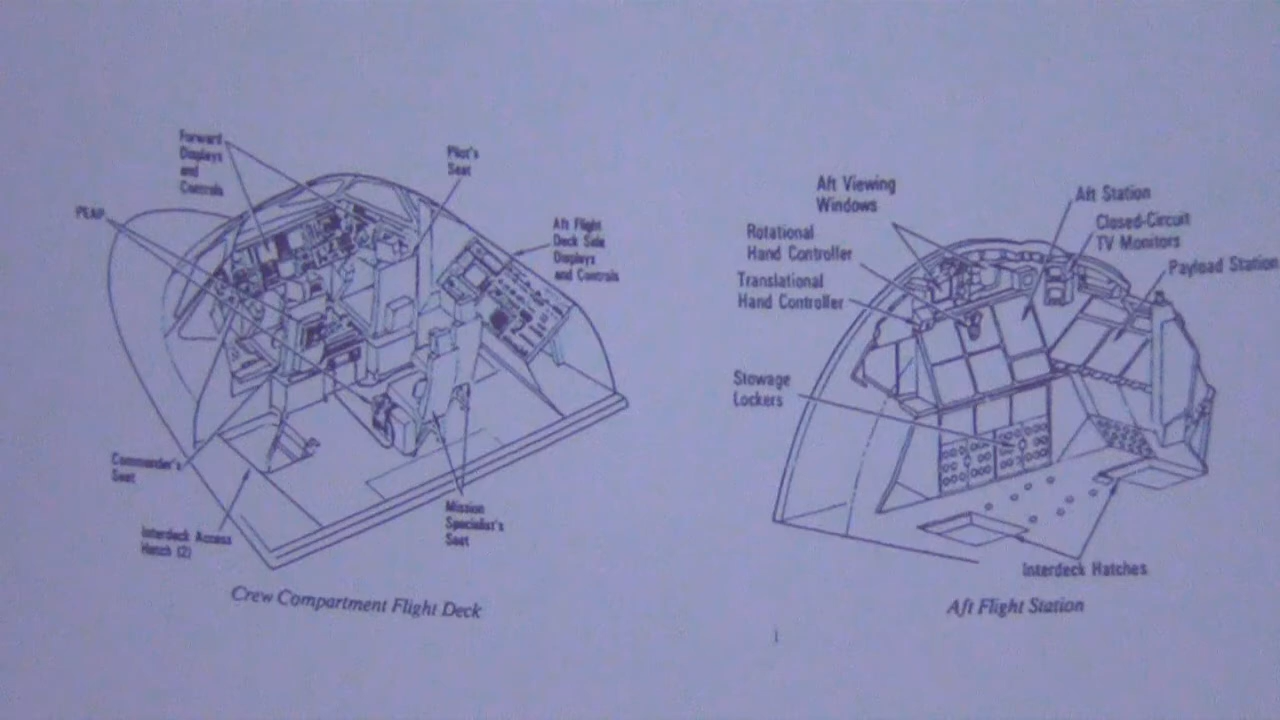 Forward
Displays
and
Controls
Pilot's
Seat
PEAP
Aft Flight
Deck Side
Displays
and Controls
Commander's
Seat
Interdeck Access
Hatch (2)
Mission
Specialist's
Seat
Crew Compartment Flight Deck
Aft Viewing
Windows
Aft Station
Rotational
Hand Controller
Closed-Circuit
TV Monitors
Translational
Hand Controller
Payload Station
Stowage
Lockers
Interdeck Hatches
Aft Flight Station
1